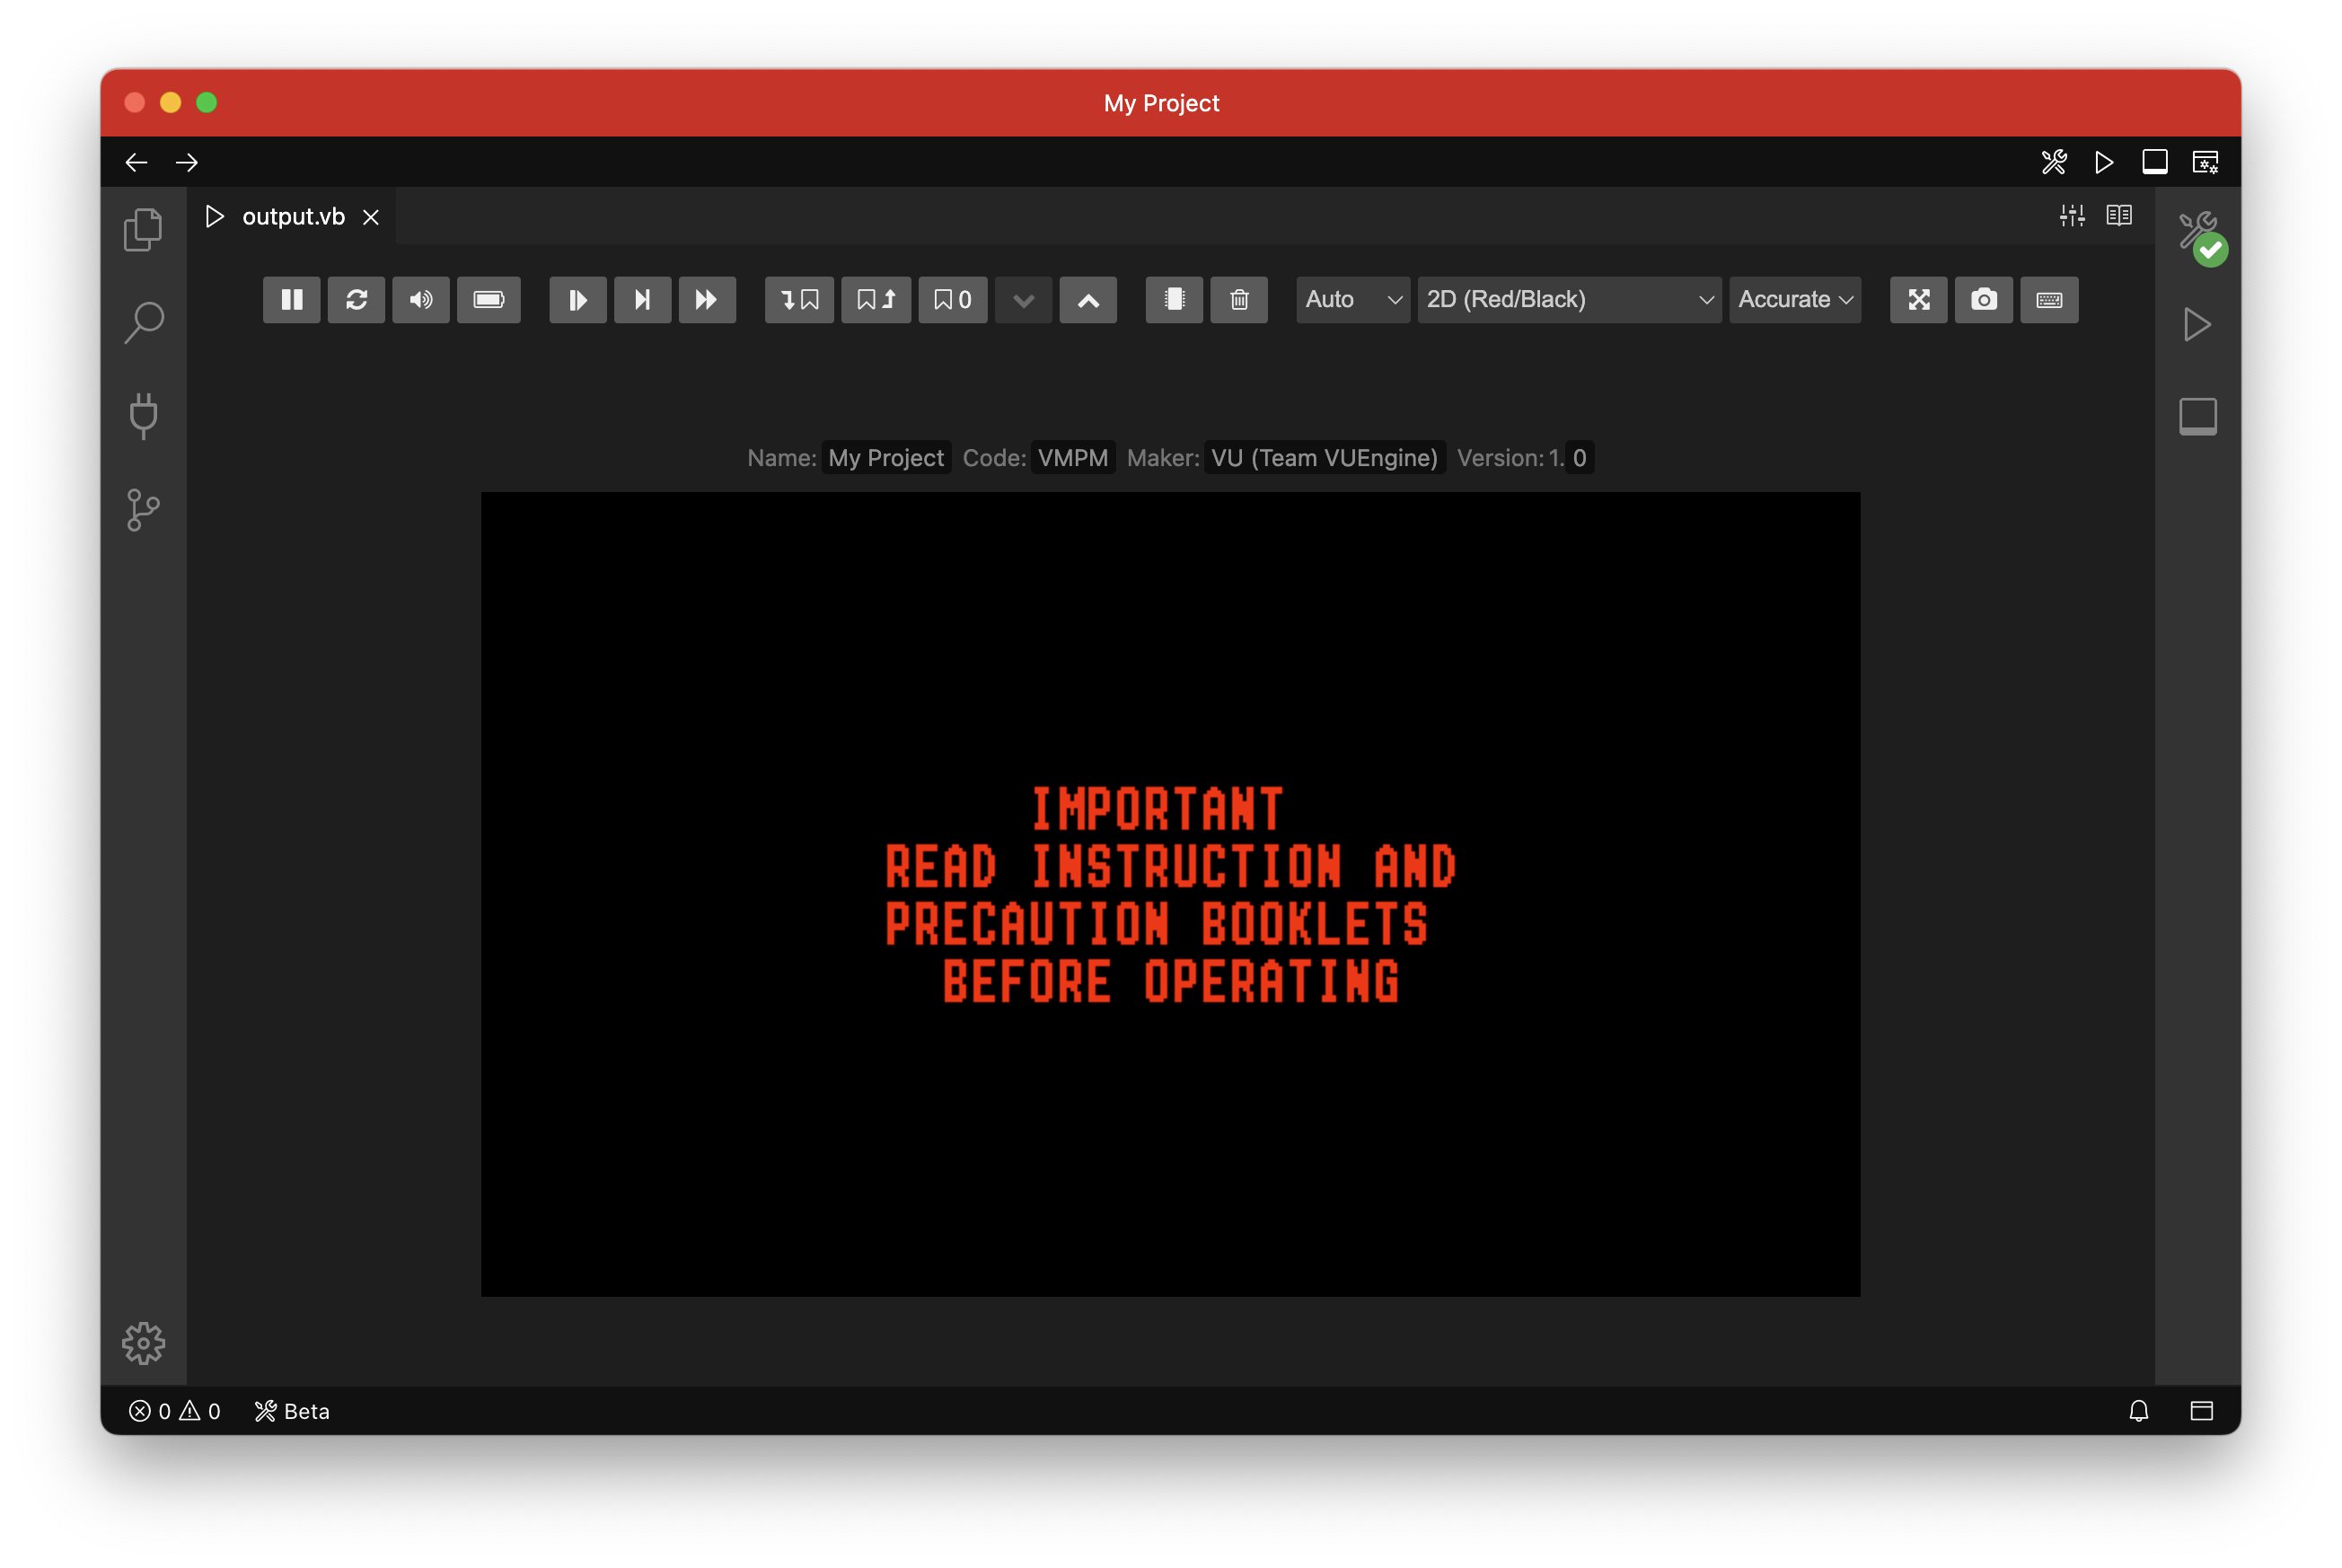 My Project
output.vb
0 Auto 2D (Red/Black) Accurate
Name: My Project Code: VMPM Maker: VU (Team VUEngine) Version: 1. 0
IMPORTANT
READ INSTRUCTION AND
PRECAUTION BOOKLETS
BEFORE OPERATING
0 0 Beta